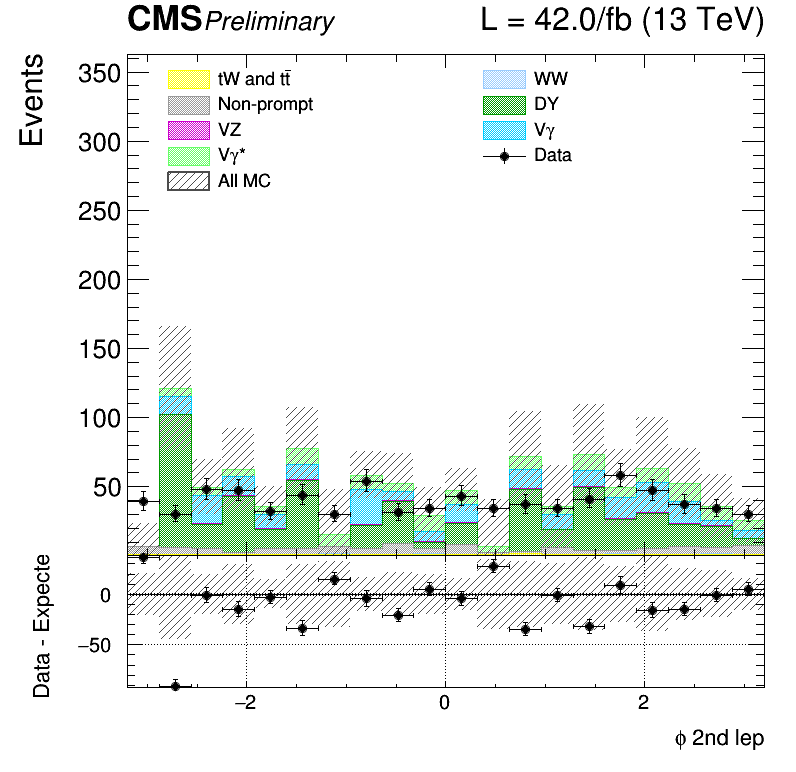 CMS Preliminary L = 42.0/fb (13 TeV)
Events
350
300
250
200
150
100
50
tW and tt̄
Non-prompt
VZ
Vγ*
All MC
WW
DY
Vγ
Data
Data - Expecte
0
−50
−2 0 2
ϕ 2nd lep